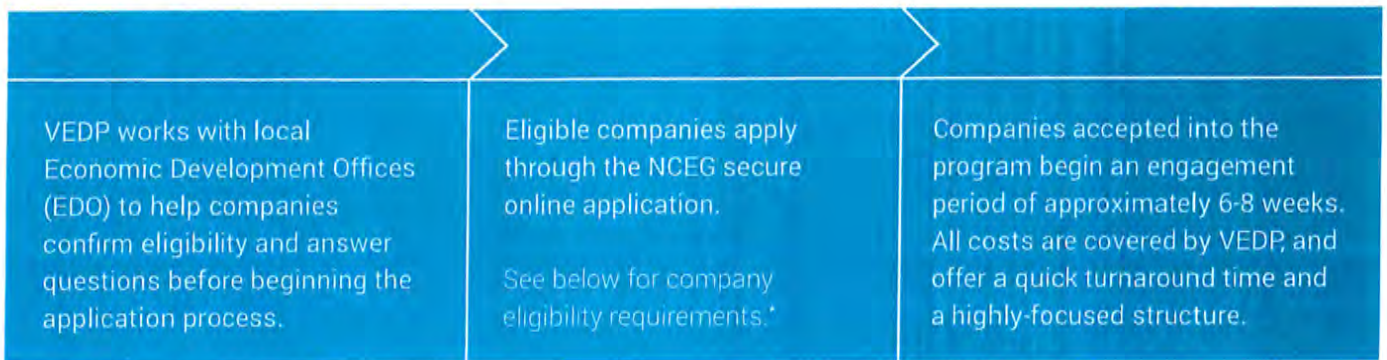 VEDP works with local
Economic Development Offices
(EDO) to help companies
confirm eligibility and answer
questions before beginning the
application process.
Eligible companies apply
through the NCEG secure
online application.
See below for company
eligibility requirements.*
Companies accepted into the
program begin an engagement
period of approximately 6-8 weeks.
All costs are covered by VEDP, and
offer a quick turnaround time and
a highly-focused structure.